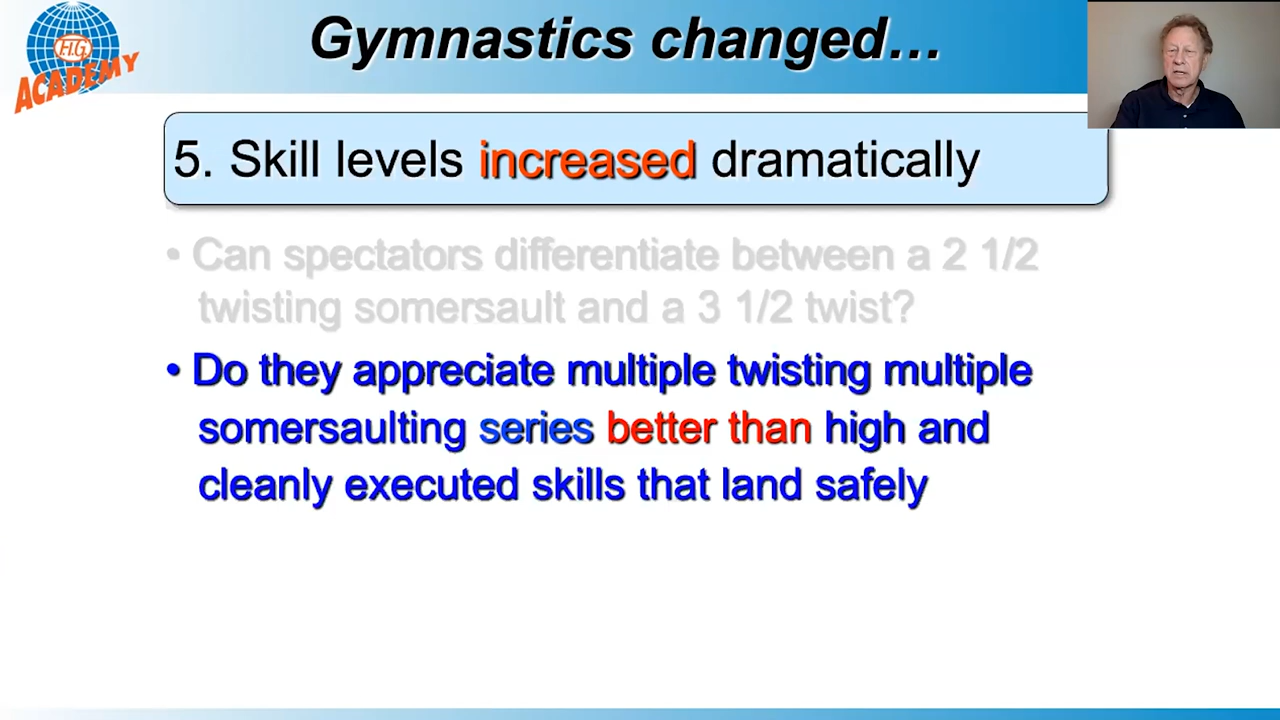 Gymnastics changed…
F.I.G.
ACADEMY
5. Skill levels increased dramatically
• Can spectators differentiate between a 2 1/2
twisting somersault and a 3 1/2 twist?
• Do they appreciate multiple twisting multiple
somersaulting series better than high and
cleanly executed skills that land safely